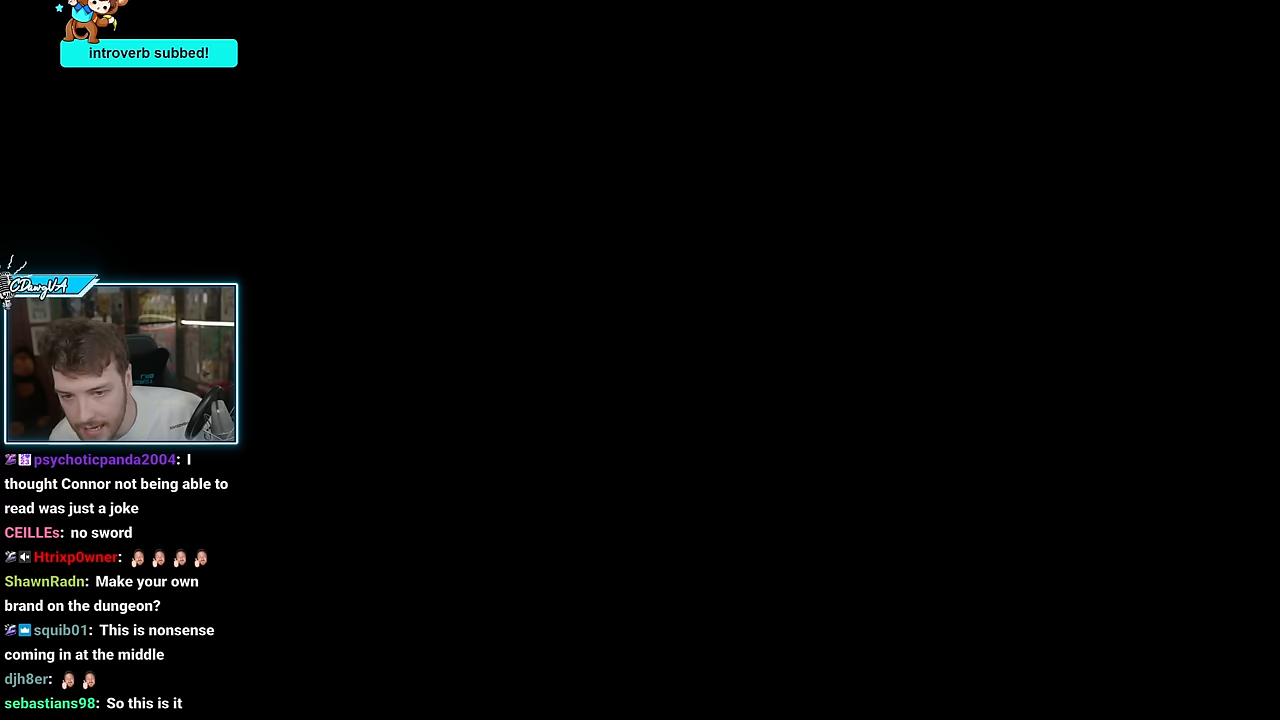 introverb subbed!
CDawgVA
psychoticpanda2004: I
thought Connor not being able to
read was just a joke
CEILLEs: no sword
Htrixp0wner:
ShawnRadn: Make your own
brand on the dungeon?
squib01: This is nonsense
coming in at the middle
djh8er:
sebastians98: So this is it